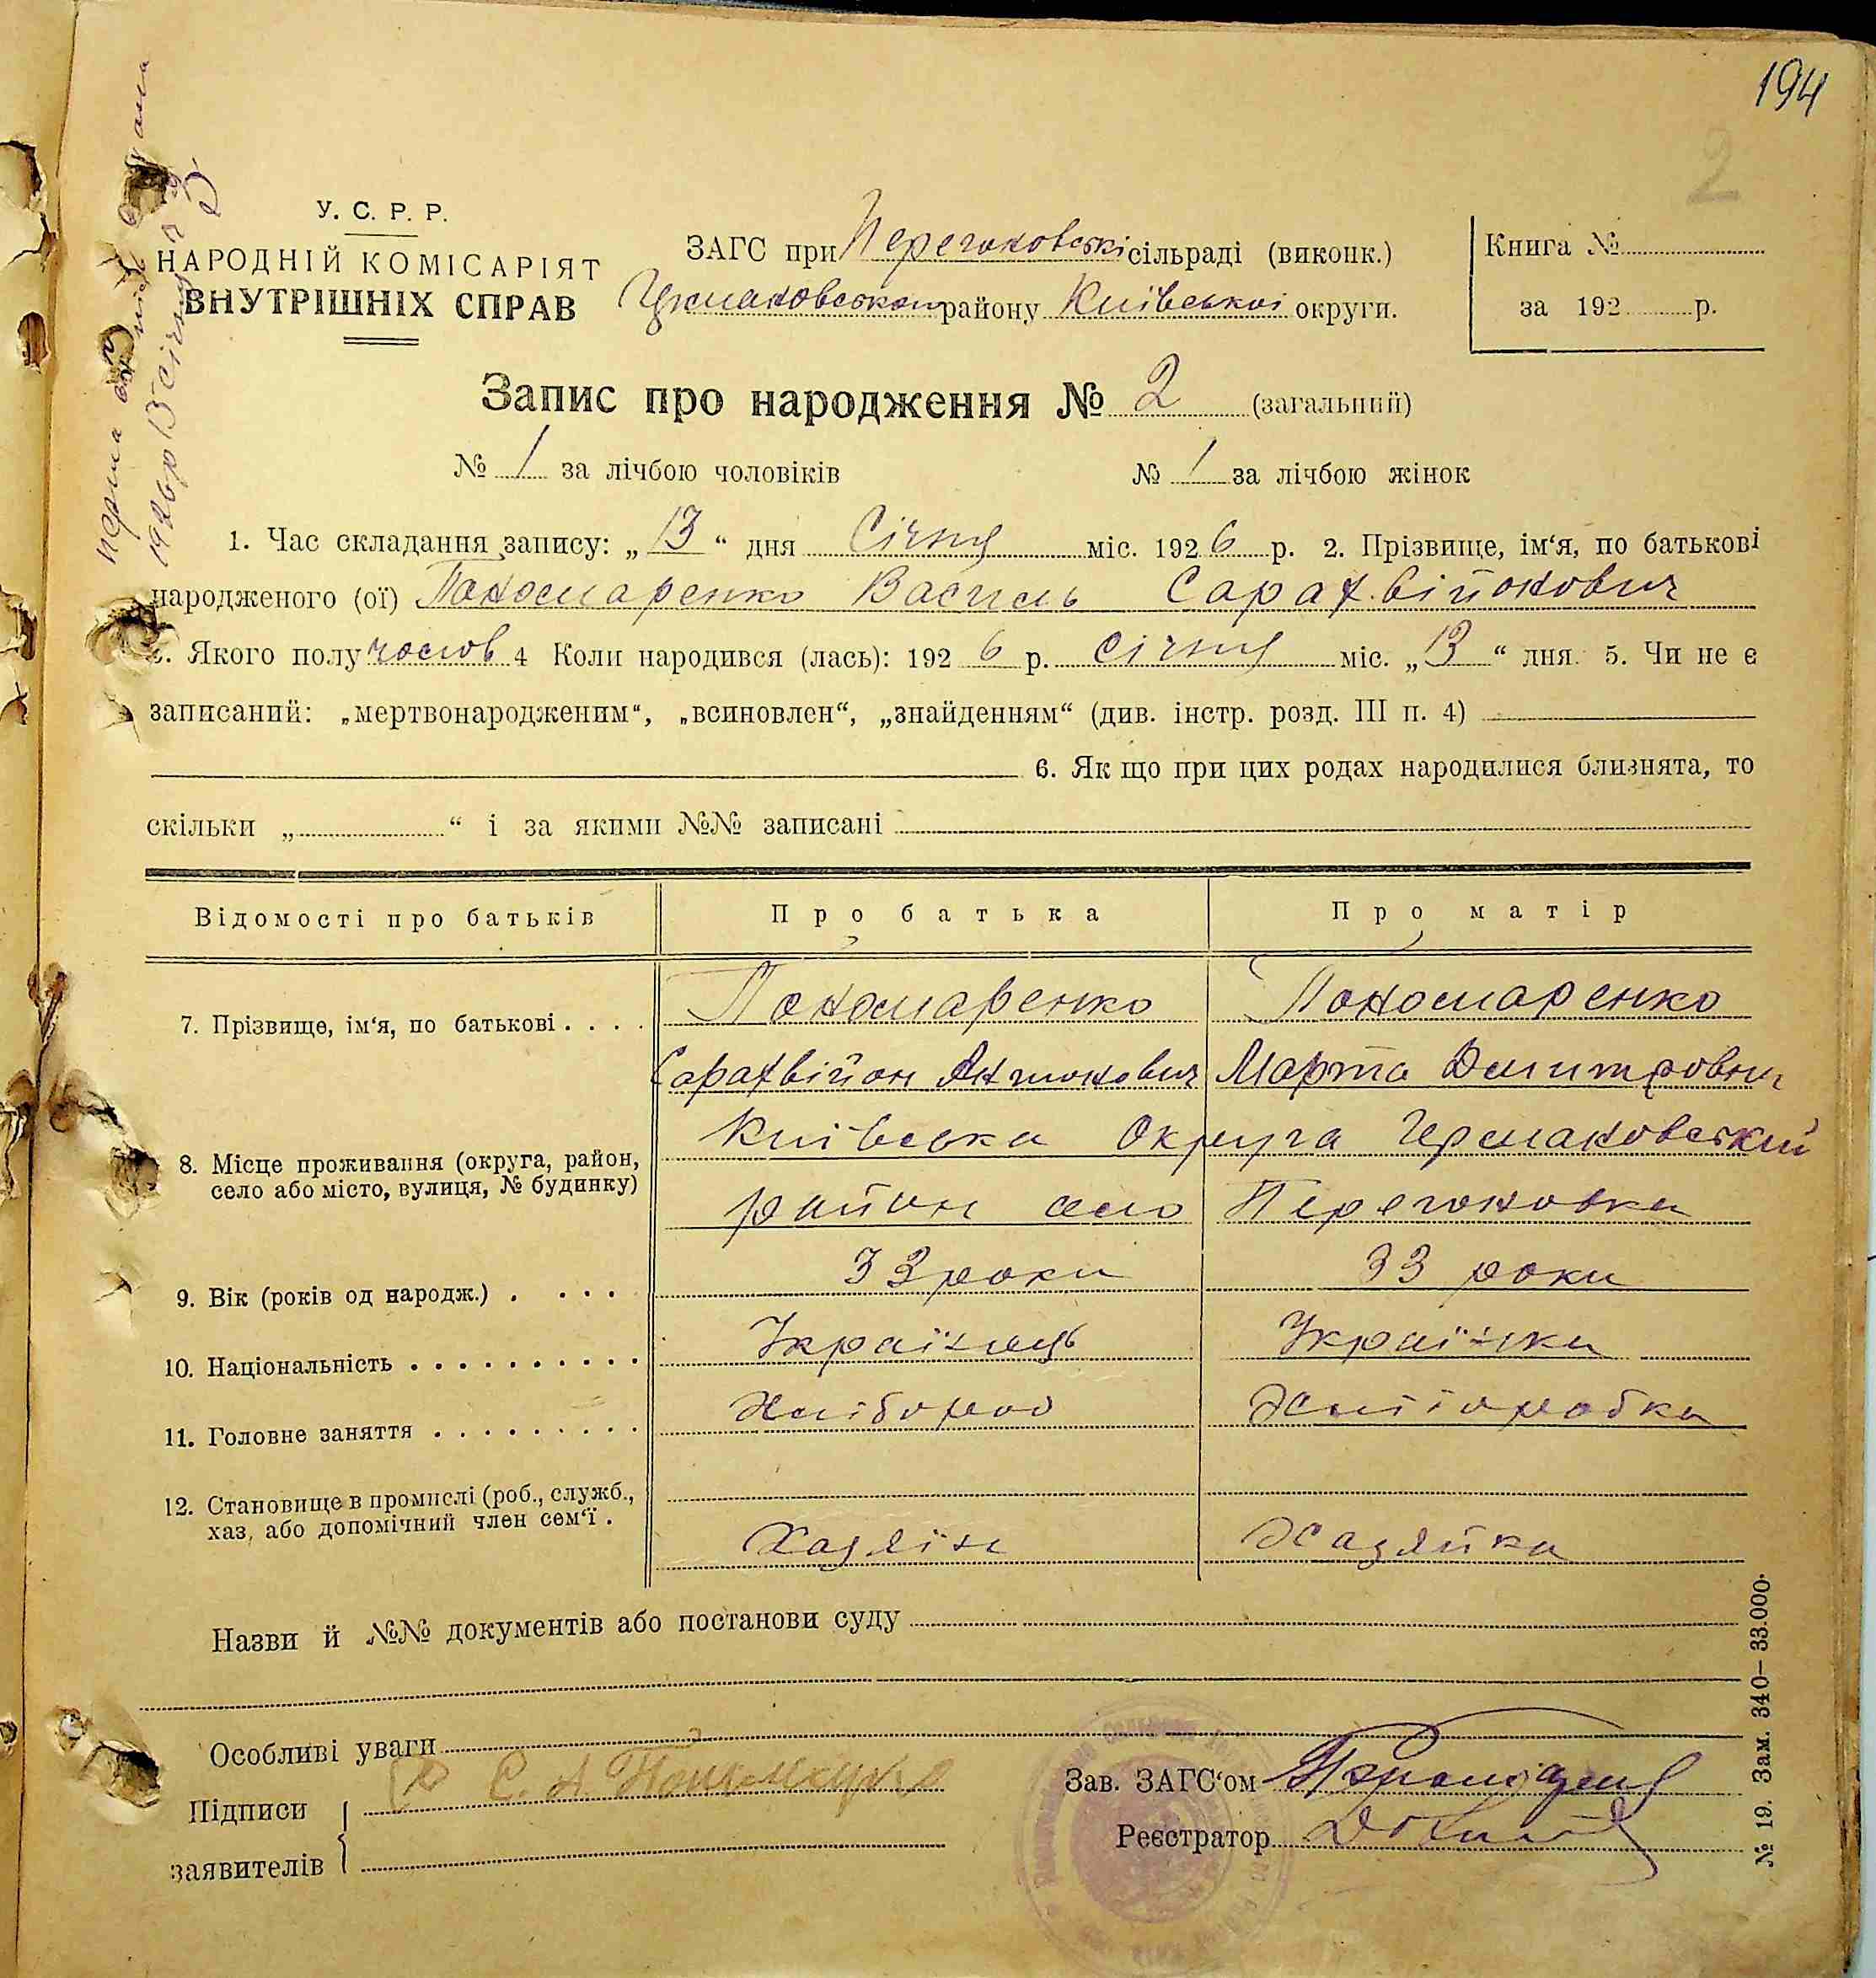 194
2
У. С. Р. Р.
НАРОДНІЙ КОМІСАРІЯТ
ВНУТРІШНІХ СПРАВ
ЗАГС при Перегоновскі сільраді (виконк.)
району Київської округи.
Книга №
за 192 р.
Запис про народження № 2 (загальний)
№ 1 за лічбою чоловіків № 1 за лічбою жінок
1. Час складання запису: „ 13 “ дня Січня міс. 1926 р. 2. Прізвище, ім‘я, по батькові
народженого (ої) Пономаренко Василь Сарахвійонович
3. Якого полу чолов 4 Коли народився (лась): 192 6 р. січня міс. „ 13 “ дня. 5. Чи не є
записаний: „мертвонародженим“, „всиновлен“, „знайденням“ (див. інстр. розд. III п. 4)
6. Як що при цих родах народилися близнята, то
скільки „ “ і за якими №№ записані
Відомості про батьків Про батька Про матір
7. Прізвище, ім‘я, по батькові . . . . Пономаренко Пономаренко
Сарахвійон Антонович Марта Дмитровна
8. Місце проживання (округа, район,
село або місто, вулиця, № будинку)
Київська Округа Германовский
район село Перегоновка
9. Вік (років од народж.) . . . . 33 роки 33 роки
10. Національність . . . . . . . . . . Українець Українка
11. Головне заняття . . . . . . . . . Хлібороб
12. Становище в промислі (роб., служб.,
хаз, або допомічний член сем‘ї .
Хазяїн Хазяйка
Назви й №№ документів або постанови суду
Особливі уваги
Підписи
заявителів
С. А. Пономаренко
Зав. ЗАГС‘ом
Реєстратор
№ 19. Зам. 340—33.000.